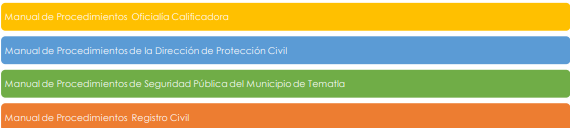 Manual de Procedimientos Oficialía Calificadora
Manual de Procedimientos de la Dirección de Protección Civil
Manual de Procedimientos de Seguridad Pública del Municipio de Tematla
Manual de Procedimientos Registro Civil